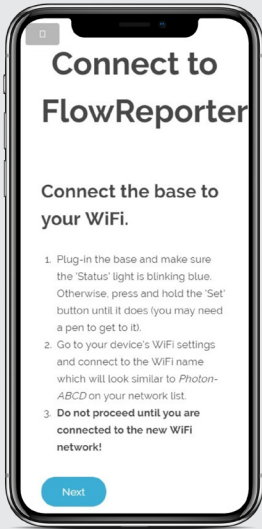 Connect to
FlowReporter
Connect the base to
your WiFi.
1. Plug-in the base and make sure
the 'Status' light is blinking blue.
Otherwise, press and hold the 'Set'
button until it does (you may need
a pen to get to it).
2. Go to your device's WiFi settings
and connect to the WiFi name
which will look similar to Photon-
ABCD on your network list.
3. Do not proceed until you are
connected to the new WiFi
network!
Next